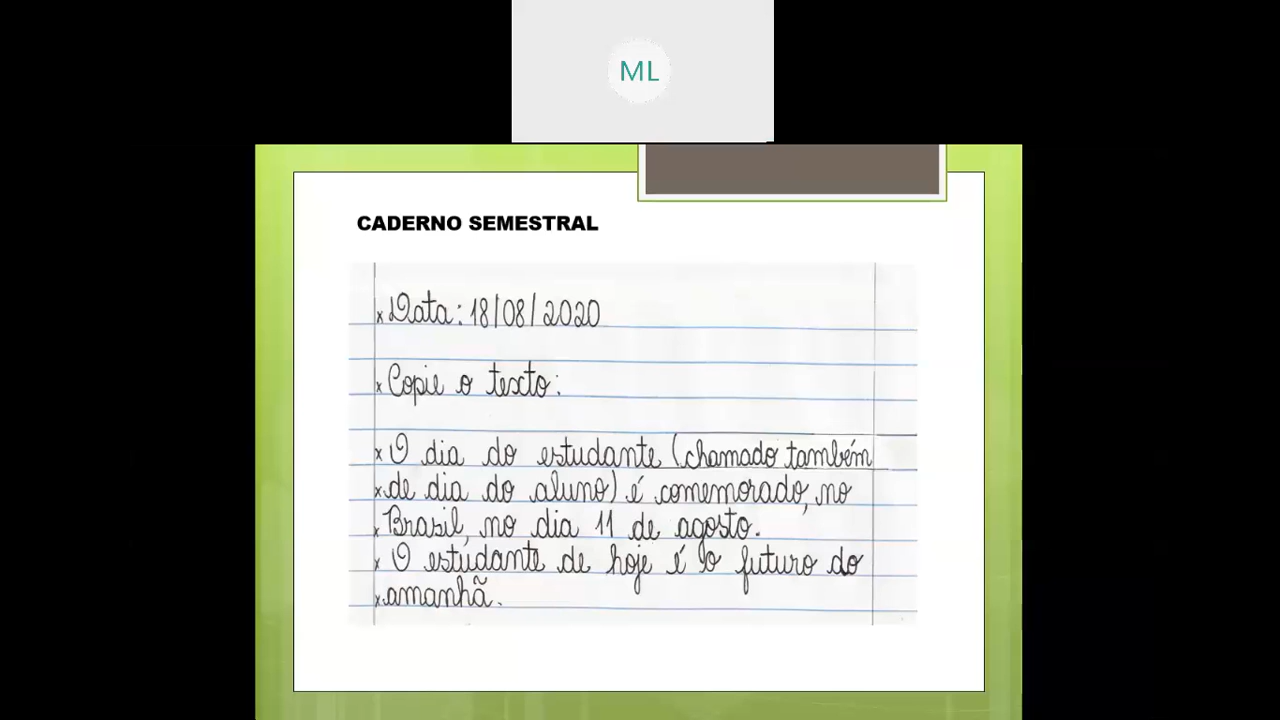 ML
CADERNO SEMESTRAL
x Data: 18/08/2020
x Copie o texto:
x O dia do estudante (chamado também
x de dia do aluno) é comemorado, no
x Brasil, no dia 11 de agosto.
x O estudante de hoje é o futuro do
x amanhã.